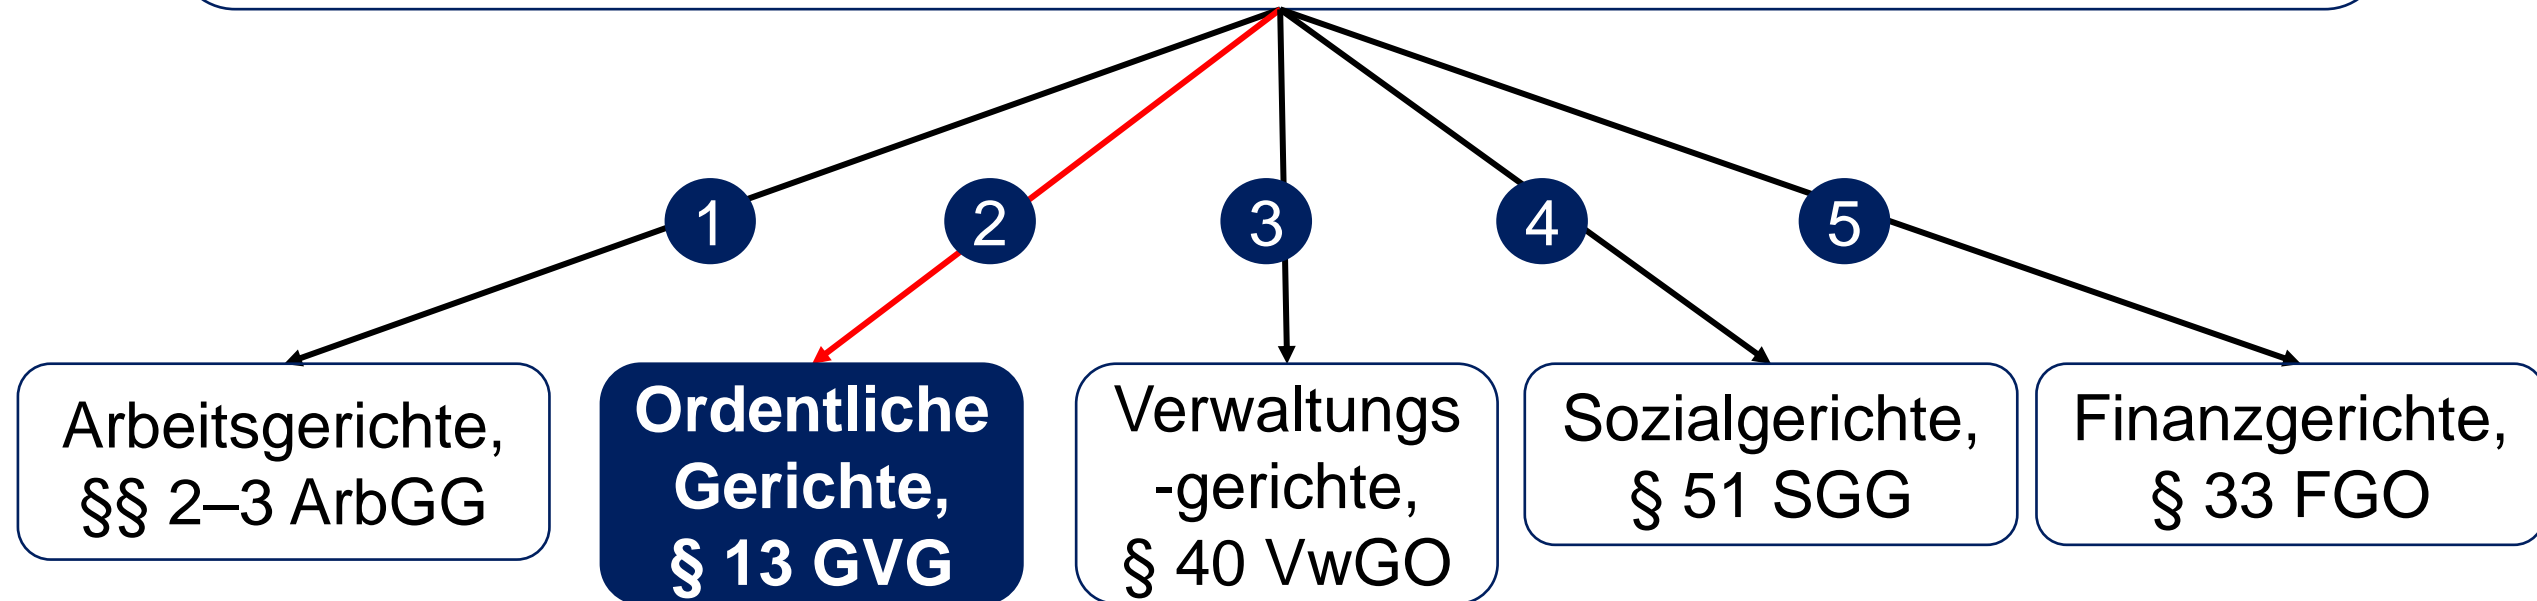 1
2
3
4
5
Arbeitsgerichte,
§§ 2–3 ArbGG
Ordentliche
Gerichte,
§ 13 GVG
Verwaltungs
-gerichte,
§ 40 VwGO
Sozialgerichte,
§ 51 SGG
Finanzgerichte,
§ 33 FGO